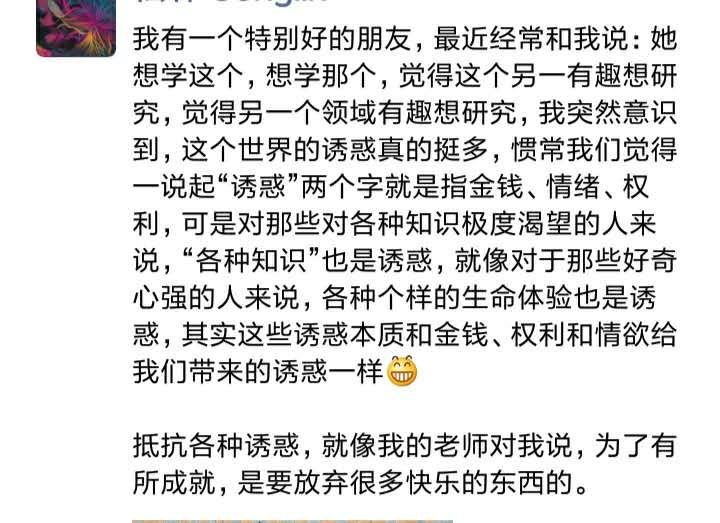 我有一个特别好的朋友，最近经常和我说：她
想学这个，想学那个，觉得这个另一有趣想研
究，觉得另一个领域有趣想研究，我突然意识
到，这个世界的诱惑真的挺多，惯常我们觉得
一说起“诱惑”两个字就是指金钱、情绪、权
利，可是对那些对各种知识极度渴望的人来
说，“各种知识”也是诱惑，就像对于那些好奇
心强的人来说，各种个样的生命体验也是诱
惑，其实这些诱惑本质和金钱、权利和情欲给
我们带来的诱惑一样😁
抵抗各种诱惑，就像我的老师对我说，为了有
所成就，是要放弃很多快乐的东西的。